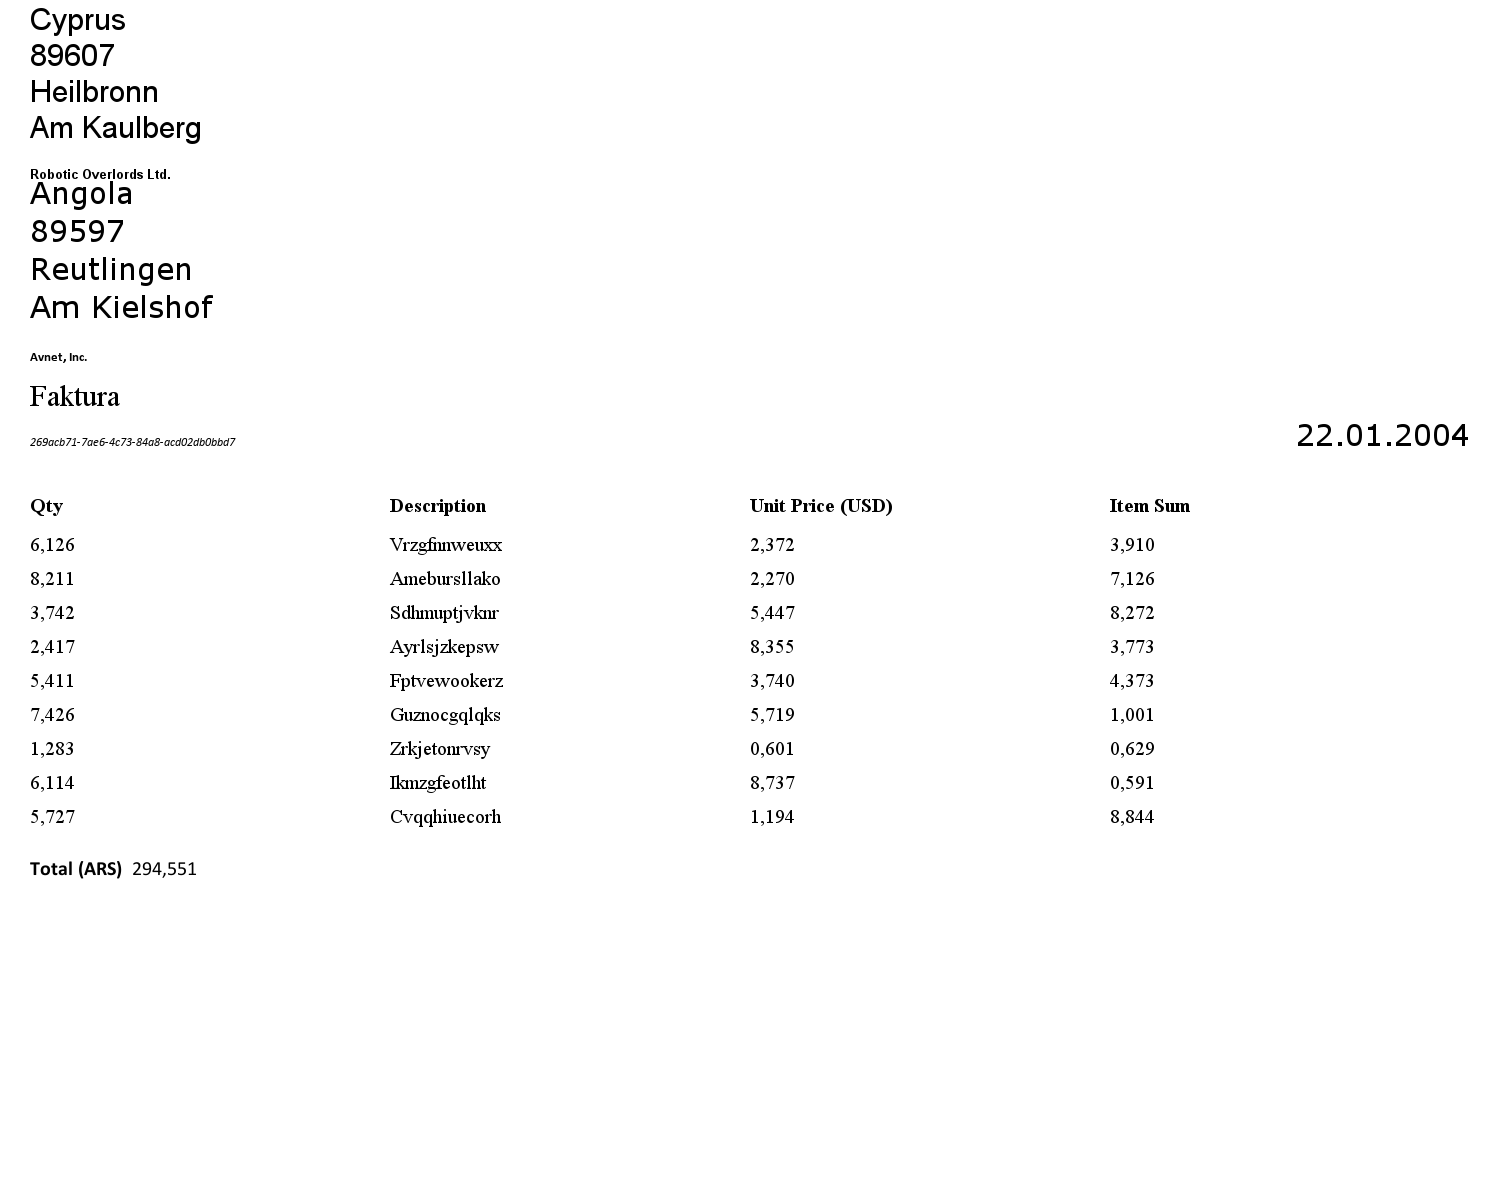 Cyprus
89607
Heilbronn
Am Kaulberg
Robotic Overlords Ltd.
Angola
89597
Reutlingen
Am Kielshof
Avnet, Inc.
Faktura
269acb71-7ae6-4c73-84a8-acd02db0bbd7 22.01.2004
Qty Description Unit Price (USD) Item Sum
6,126 Vrzgfnnweuxx 2,372 3,910
8,211 Amebursllako 2,270 7,126
3,742 Sdhmuptjvknr 5,447 8,272
2,417 Ayrlsjzkepsw 8,355 3,773
5,411 Fptvewookerz 3,740 4,373
7,426 Guznocgqlqks 5,719 1,001
1,283 Zrkjetonrvsy 0,601 0,629
6,114 Ikmzgfeotlht 8,737 0,591
5,727 Cvqqhiuecorh 1,194 8,844
Total (ARS) 294,551